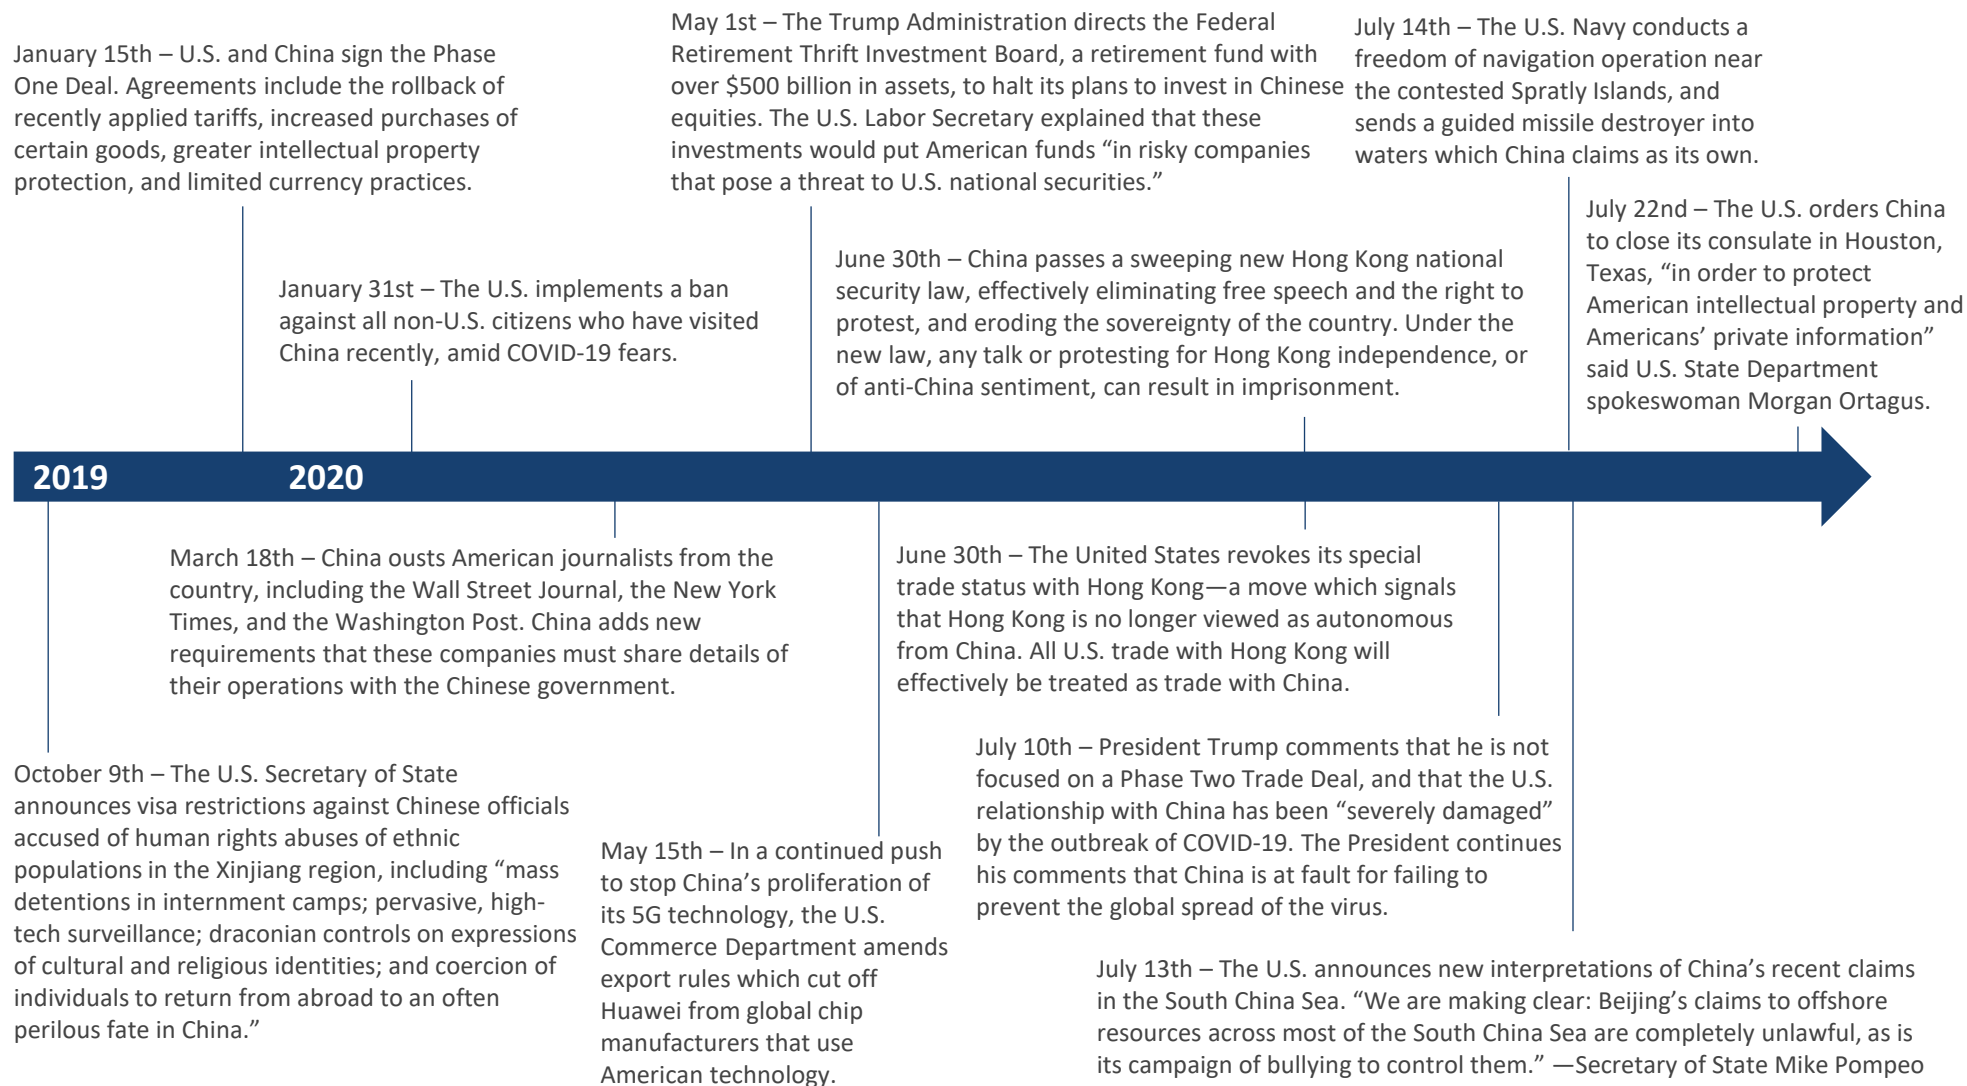 January 15th – U.S. and China sign the Phase
One Deal. Agreements include the rollback of
recently applied tariffs, increased purchases of
certain goods, greater intellectual property
protection, and limited currency practices.
May 1st – The Trump Administration directs the Federal
Retirement Thrift Investment Board, a retirement fund with
over $500 billion in assets, to halt its plans to invest in Chinese
equities. The U.S. Labor Secretary explained that these
investments would put American funds “in risky companies
that pose a threat to U.S. national securities.”
July 14th – The U.S. Navy conducts a
freedom of navigation operation near
the contested Spratly Islands, and
sends a guided missile destroyer into
waters which China claims as its own.
January 31st – The U.S. implements a ban
against all non-U.S. citizens who have visited
China recently, amid COVID-19 fears.
June 30th – China passes a sweeping new Hong Kong national
security law, effectively eliminating free speech and the right to
protest, and eroding the sovereignty of the country. Under the
new law, any talk or protesting for Hong Kong independence, or
of anti-China sentiment, can result in imprisonment.
July 22nd – The U.S. orders China
to close its consulate in Houston,
Texas, “in order to protect
American intellectual property and
Americans’ private information”
said U.S. State Department
spokeswoman Morgan Ortagus.
2019
2020
March 18th – China ousts American journalists from the
country, including the Wall Street Journal, the New York
Times, and the Washington Post. China adds new
requirements that these companies must share details of
their operations with the Chinese government.
June 30th – The United States revokes its special
trade status with Hong Kong—a move which signals
that Hong Kong is no longer viewed as autonomous
from China. All U.S. trade with Hong Kong will
effectively be treated as trade with China.
October 9th – The U.S. Secretary of State
announces visa restrictions against Chinese officials
accused of human rights abuses of ethnic
populations in the Xinjiang region, including “mass
detentions in internment camps; pervasive, high-
tech surveillance; draconian controls on expressions
of cultural and religious identities; and coercion of
individuals to return from abroad to an often
perilous fate in China.”
May 15th – In a continued push
to stop China’s proliferation of
its 5G technology, the U.S.
Commerce Department amends
export rules which cut off
Huawei from global chip
manufacturers that use
American technology.
July 10th – President Trump comments that he is not
focused on a Phase Two Trade Deal, and that the U.S.
relationship with China has been “severely damaged”
by the outbreak of COVID-19. The President continues
his comments that China is at fault for failing to
prevent the global spread of the virus.
July 13th – The U.S. announces new interpretations of China’s recent claims
in the South China Sea. “We are making clear: Beijing’s claims to offshore
resources across most of the South China Sea are completely unlawful, as is
its campaign of bullying to control them.” —Secretary of State Mike Pompeo